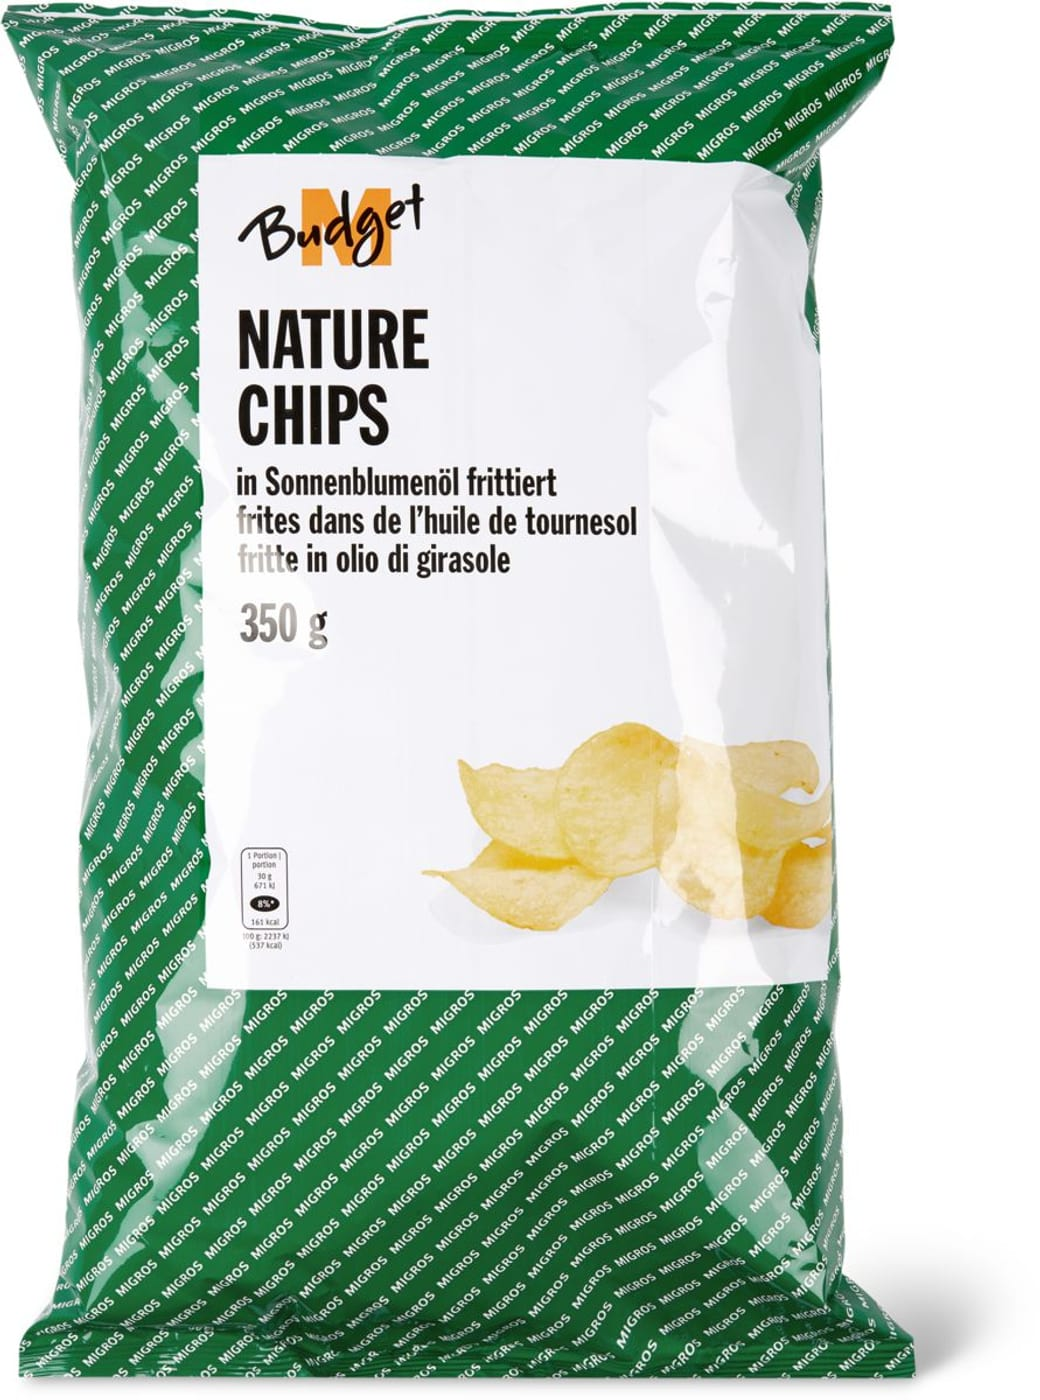 Budget
M
NATURE
CHIPS
in Sonnenblumenöl frittiert
frites dans de l'huile de tournesol
fritte in olio di girasole
350 g
1 Portion |
portion
30 g
671 kJ
8%*
161 kcal
100 g: 2237 kJ
(537 kcal)
MIGROS